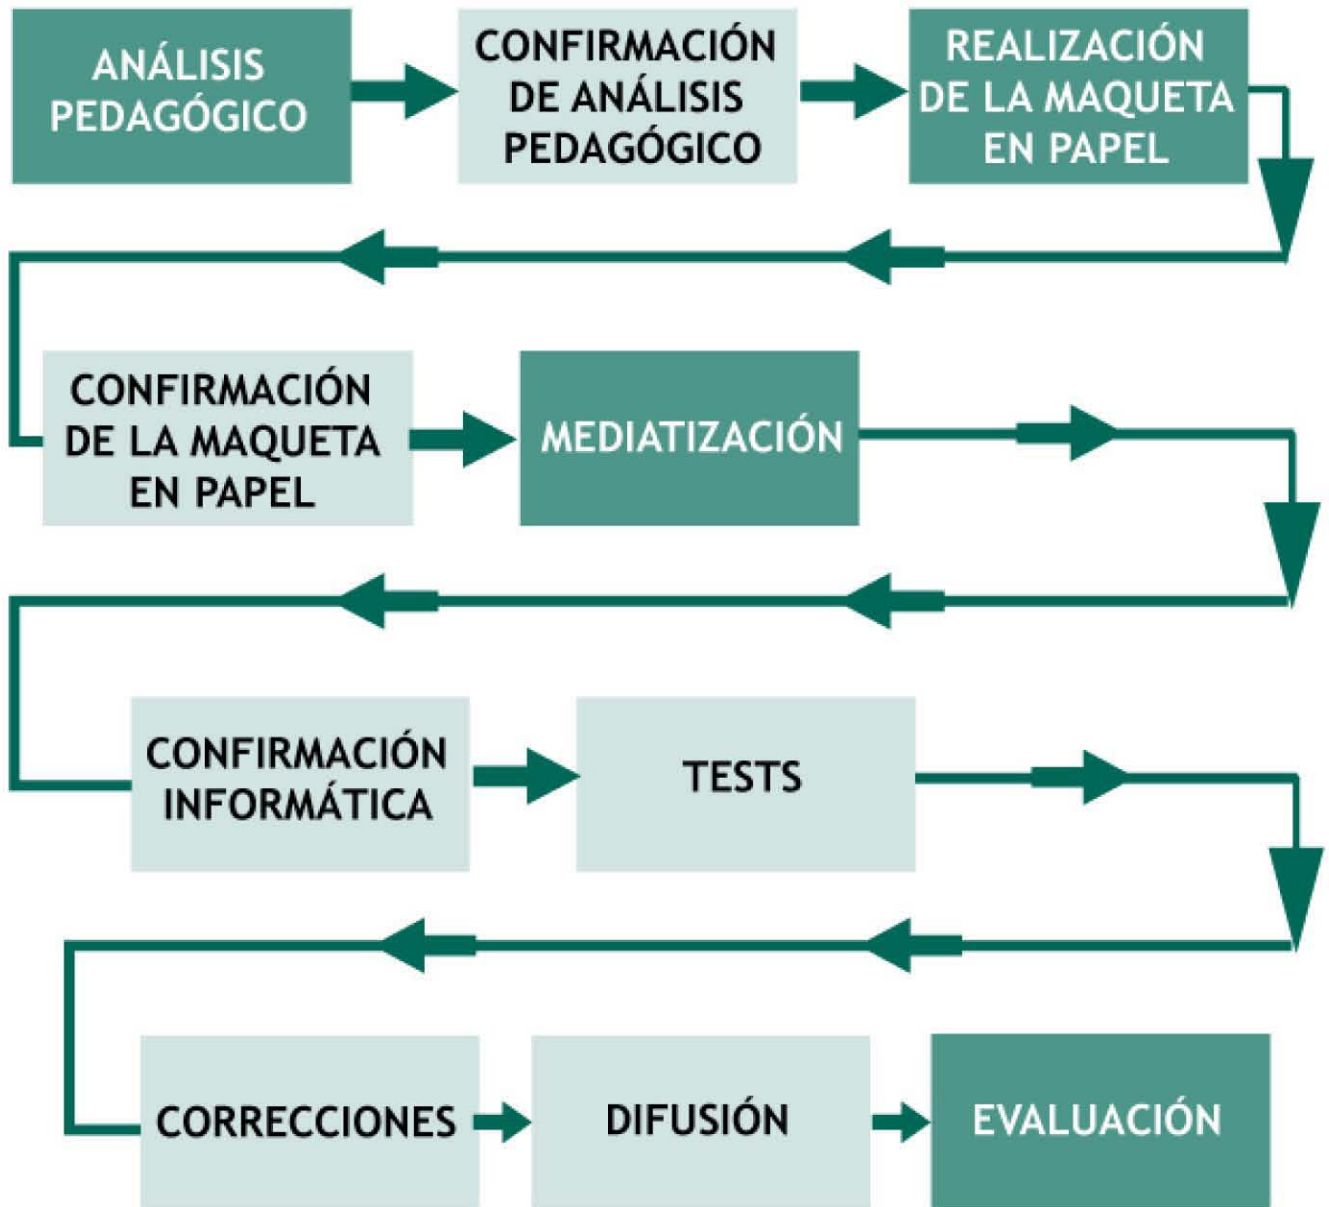 ANÁLISIS
PEDAGÓGICO
CONFIRMACIÓN
DE ANÁLISIS
PEDAGÓGICO
REALIZACIÓN
DE LA MAQUETA
EN PAPEL
CONFIRMACIÓN
DE LA MAQUETA
EN PAPEL
MEDIATIZACIÓN
CONFIRMACIÓN
INFORMÁTICA
TESTS
CORRECCIONES
DIFUSIÓN
EVALUACIÓN